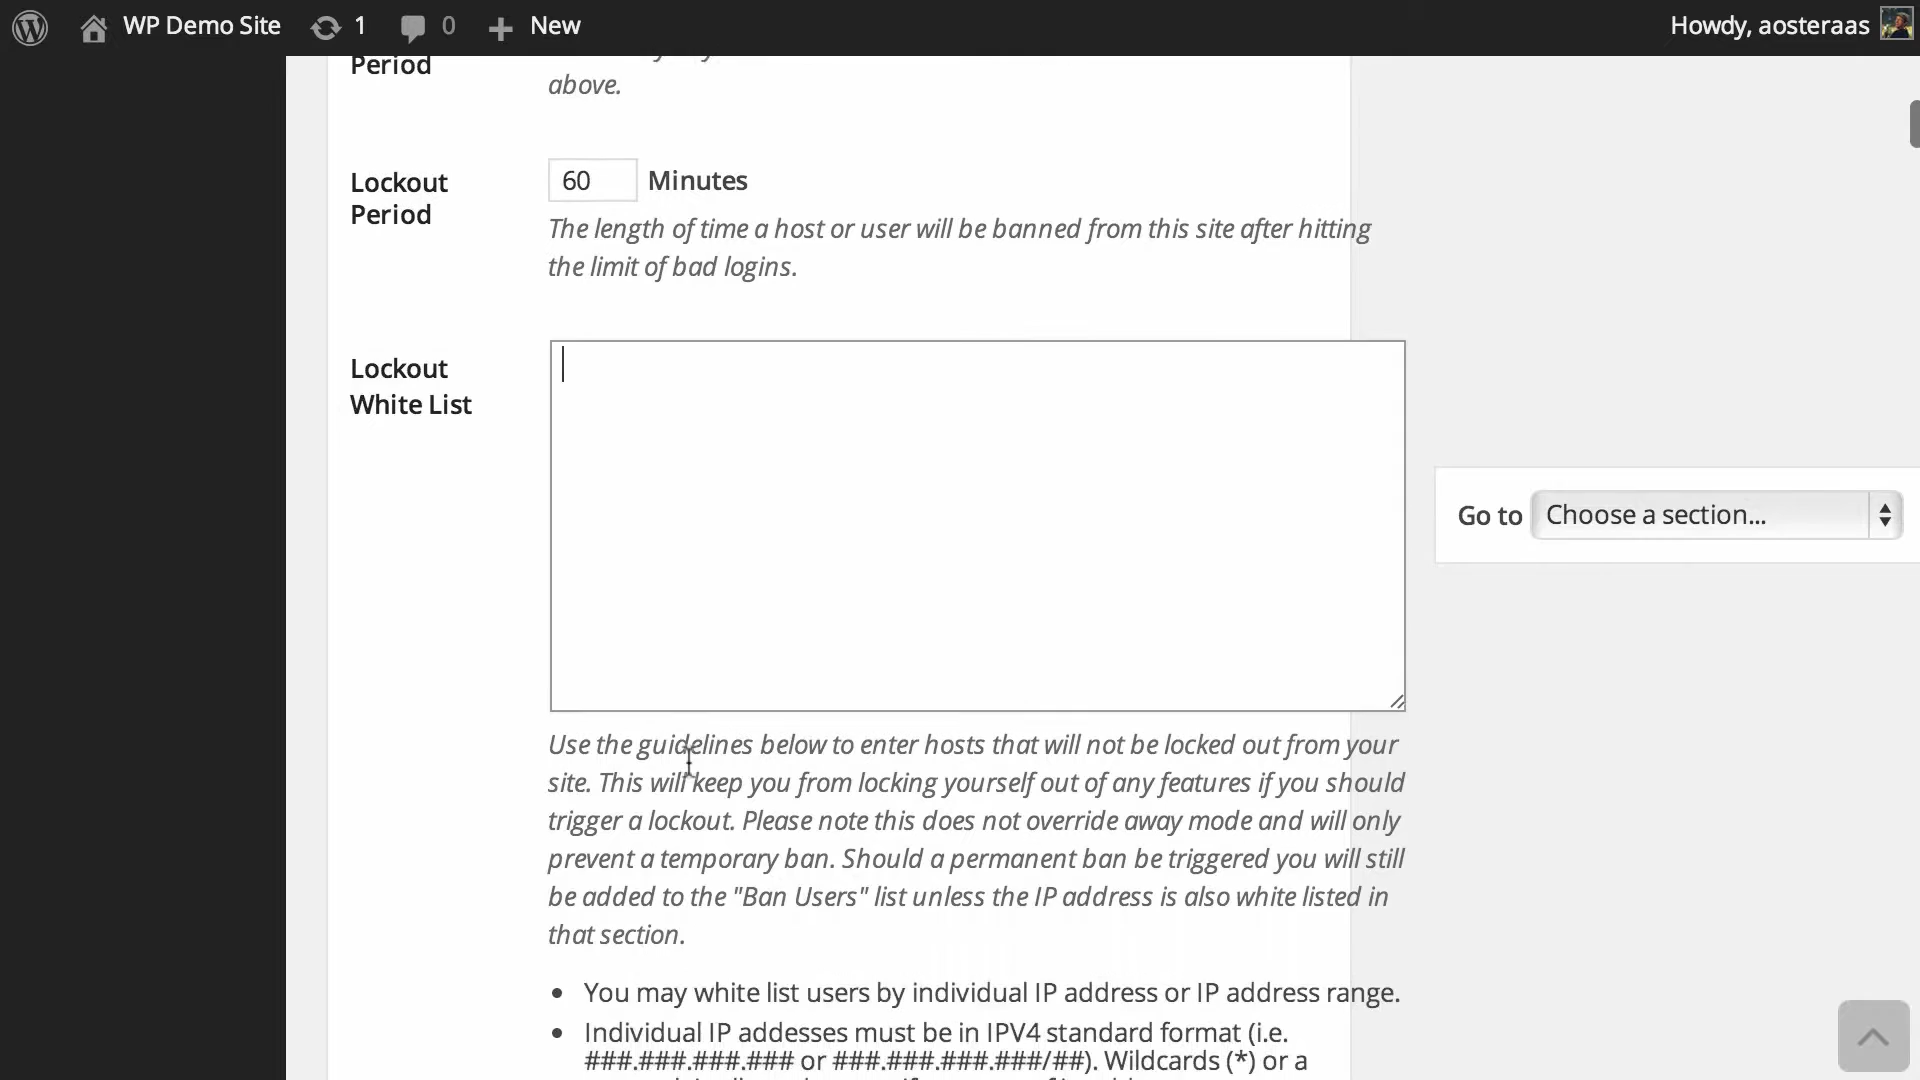 WP Demo Site 1 0 New Howdy, aosteraas
Period
above.
Lockout
Period
60 Minutes
The length of time a host or user will be banned from this site after hitting
the limit of bad logins.
Lockout
White List
Go to Choose a section...
Use the guidelines below to enter hosts that will not be locked out from your
site. This will keep you from locking yourself out of any features if you should
trigger a lockout. Please note this does not override away mode and will only
prevent a temporary ban. Should a permanent ban be triggered you will still
be added to the "Ban Users" list unless the IP address is also white listed in
that section.
• You may white list users by individual IP address or IP address range.
• Individual IP addesses must be in IPV4 standard format (i.e.
###.###.###.### or ###.###.###.###/##). Wildcards (*) or a